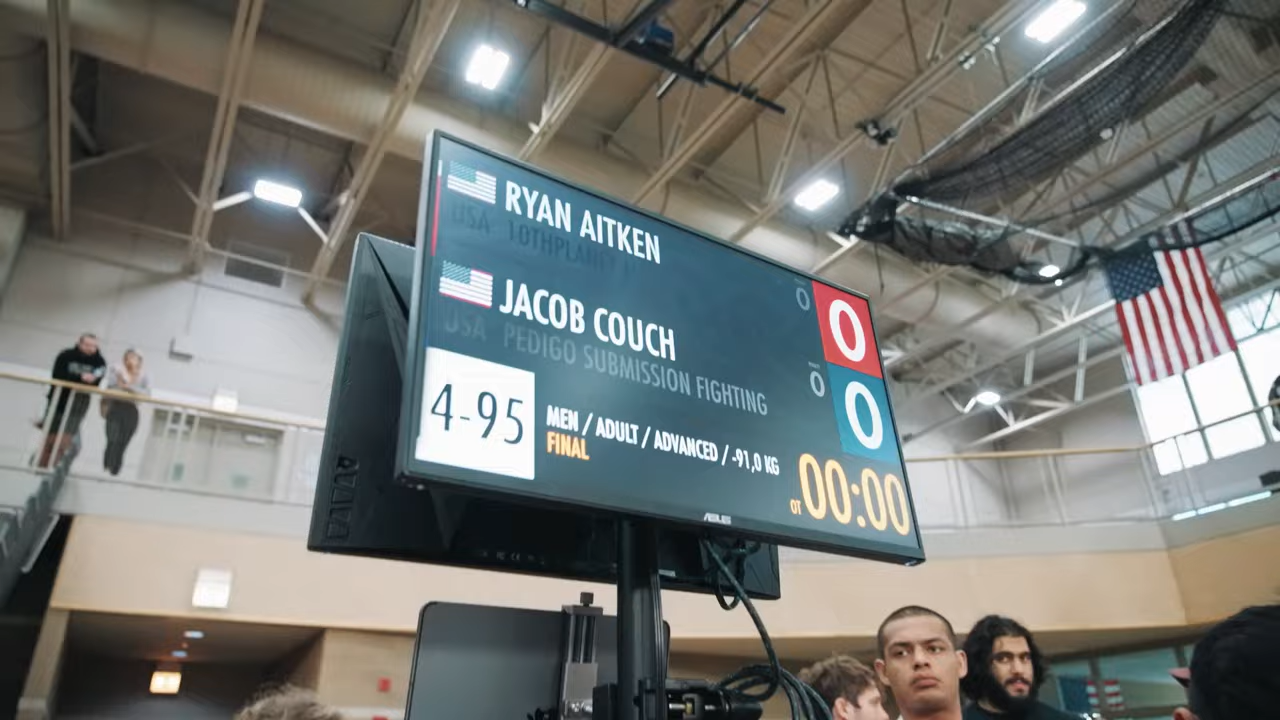 RYAN AITKEN
USA 10THPLANET
JACOB COUCH
USA PEDIGO SUBMISSION FIGHTING
0 0
0 0
4-95
MEN / ADULT / ADVANCED / -91,0 KG
FINAL
OT 00:00
ASUS